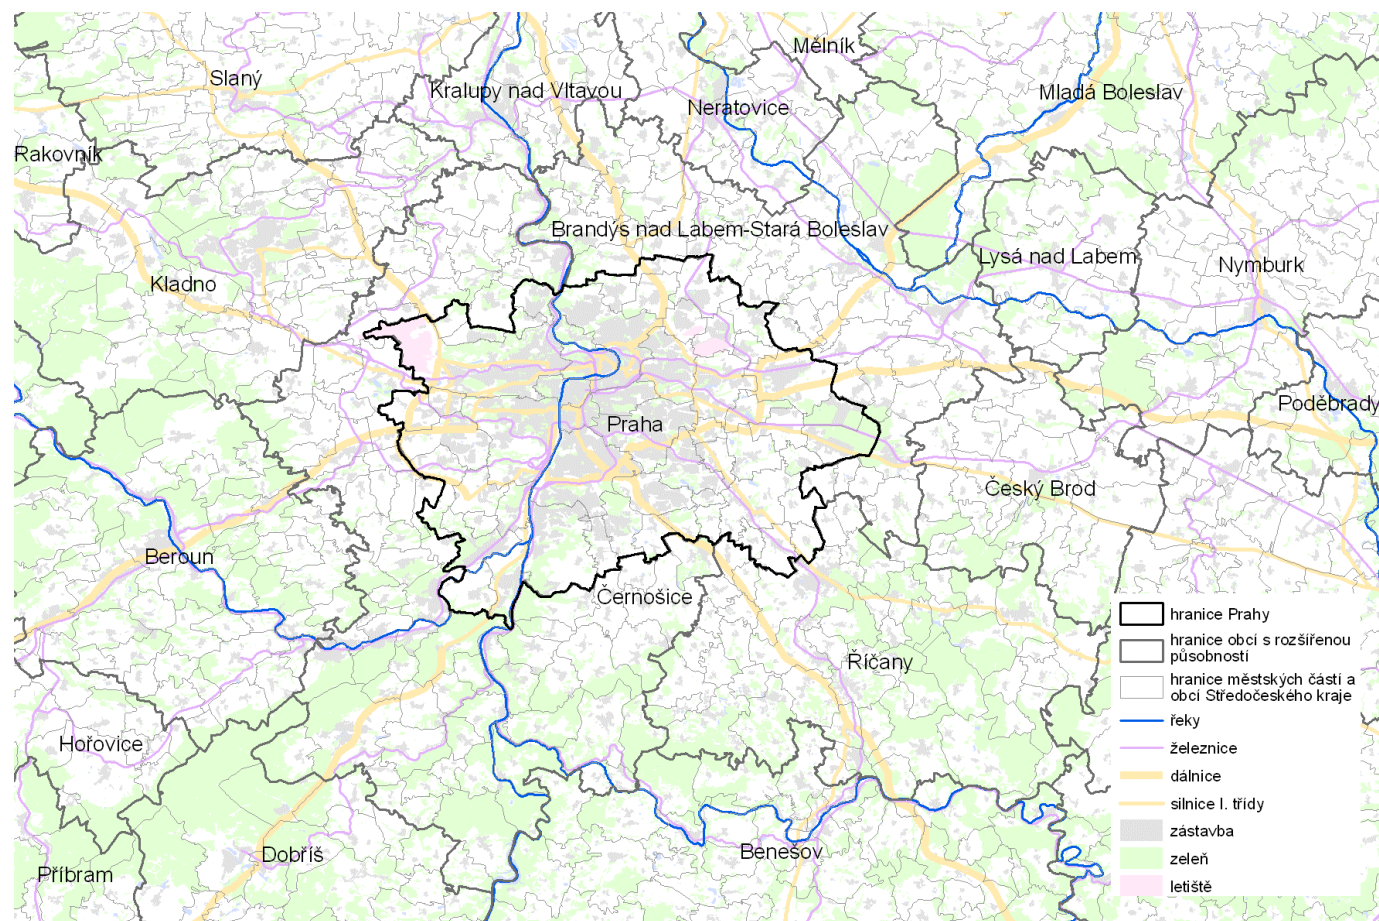 Mělník
Slaný
Kralupy nad Vltavou
Mladá Boleslav
Neratovice
Rakovník
Brandýs nad Labem-Stará Boleslav
Lysá nad Labem
Nymburk
Kladno
Poděbrady
Praha
Český Brod
Beroun
Černošice
Říčany
Hořovice
Benešov
Dobříš
Příbram
hranice Prahy
hranice obcí s rozšířenou
působností
hranice městských částí a
obcí Středočeského kraje
řeky
železnice
dálnice
silnice I. třídy
zástavba
zeleň
letiště